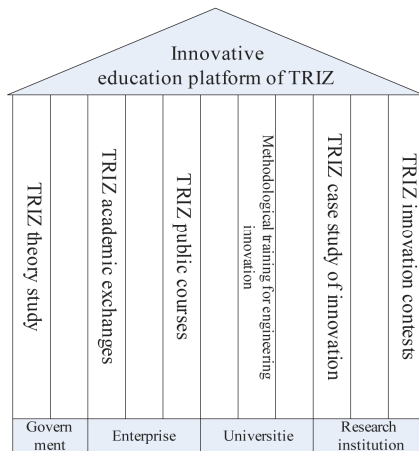 Innovative
education platform of TRIZ
TRIZ theory study
TRIZ academic exchanges
TRIZ public courses
Methodological training for engineering
innovation
TRIZ case study of innovation
TRIZ innovation contests
Govern
ment
Enterprise
Universitie
Research
institution